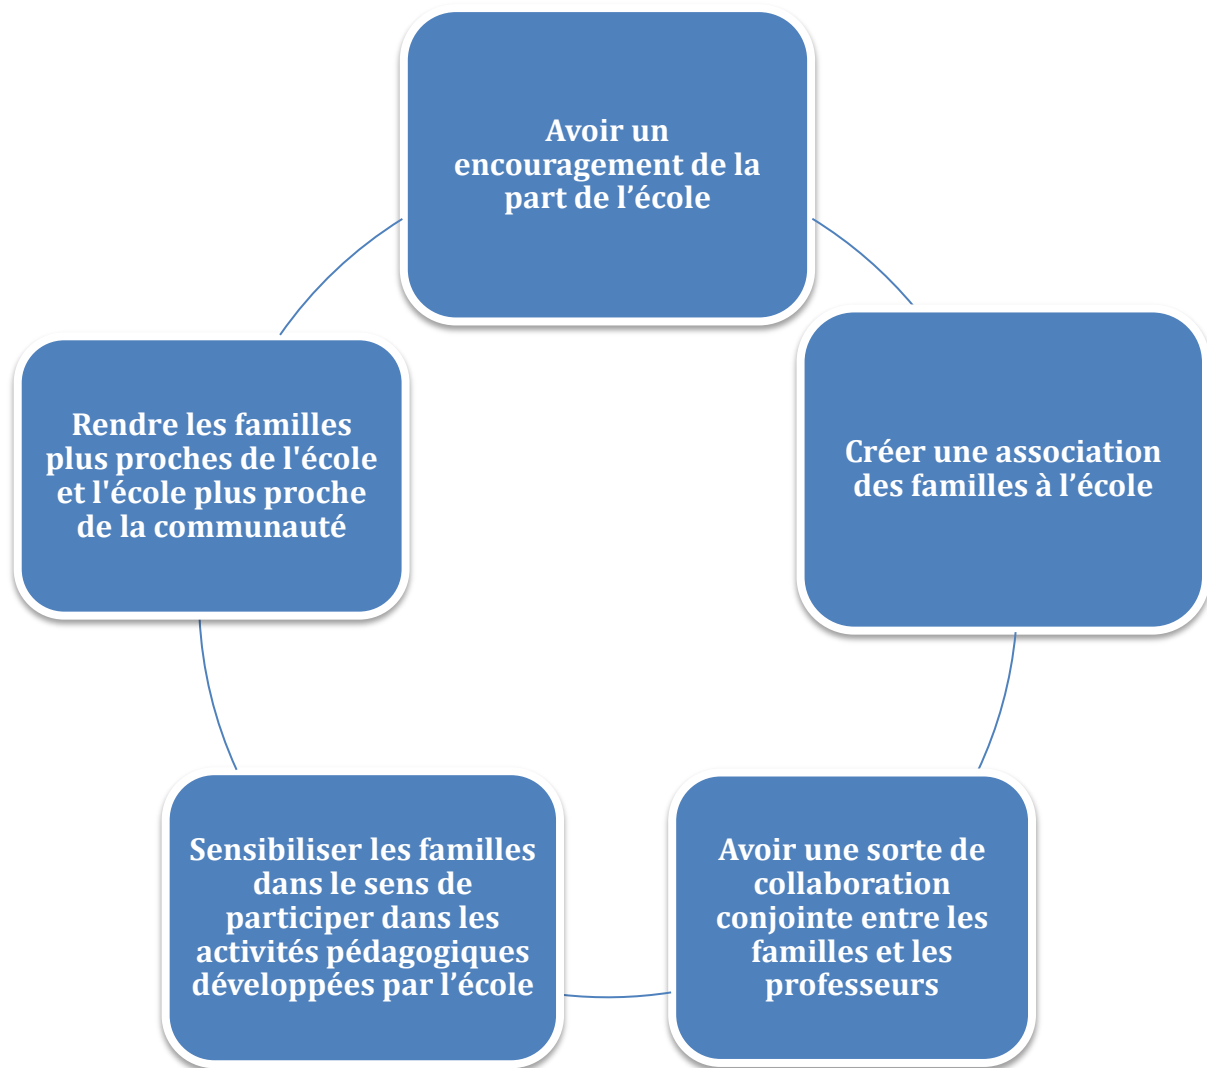 Avoir un
encouragement de la
part de l’école
Créer une association
des familles à l’école
Avoir une sorte de
collaboration
conjointe entre les
familles et les
professeurs
Sensibiliser les familles
dans le sens de
participer dans les
activités pédagogiques
développées par l’école
Rendre les familles
plus proches de l'école
et l'école plus proche
de la communauté